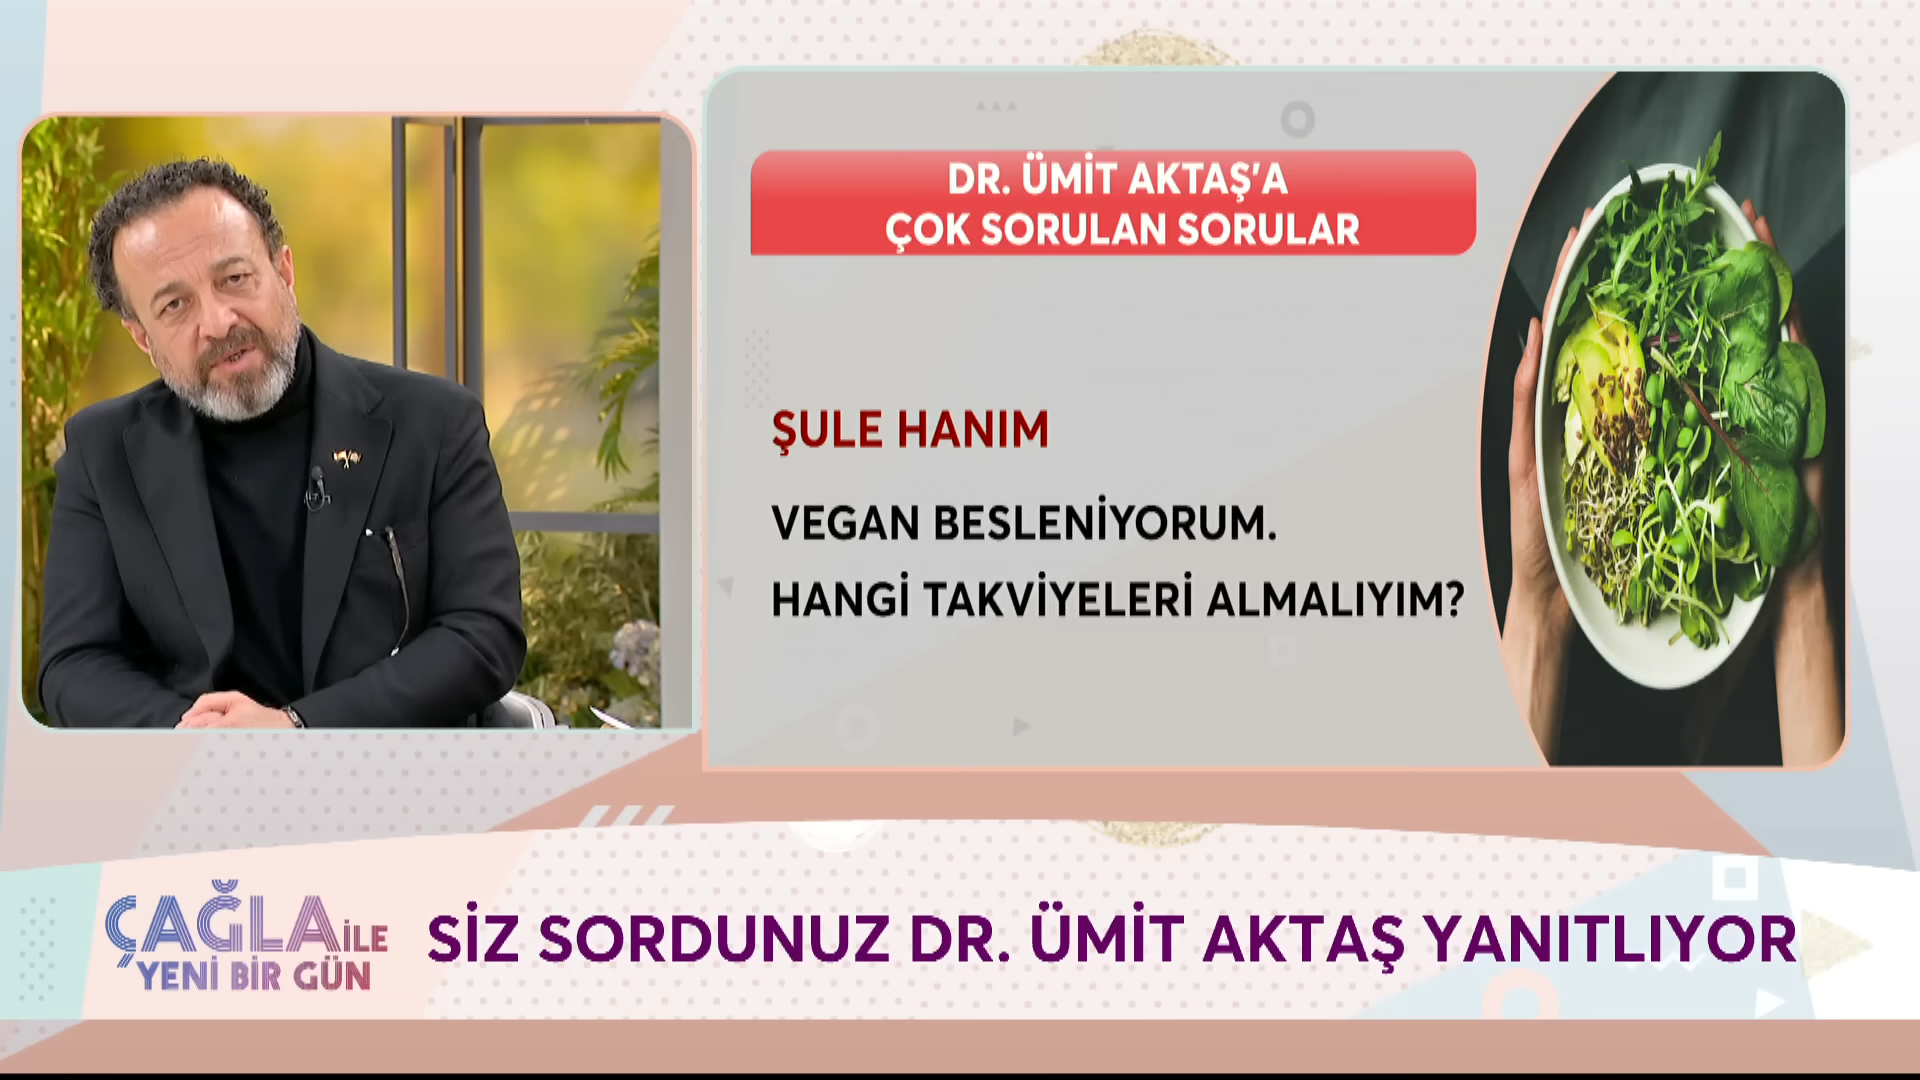 DR. ÜMİT AKTAŞ'A
ÇOK SORULAN SORULAR
ŞULE HANIM
VEGAN BESLENİYORUM.
HANGİ TAKVİYELERİ ALMALIYIM?
ÇAĞLA İLE
YENİ BİR GÜN
SİZ SORDUNUZ DR. ÜMİT AKTAŞ YANITLIYOR